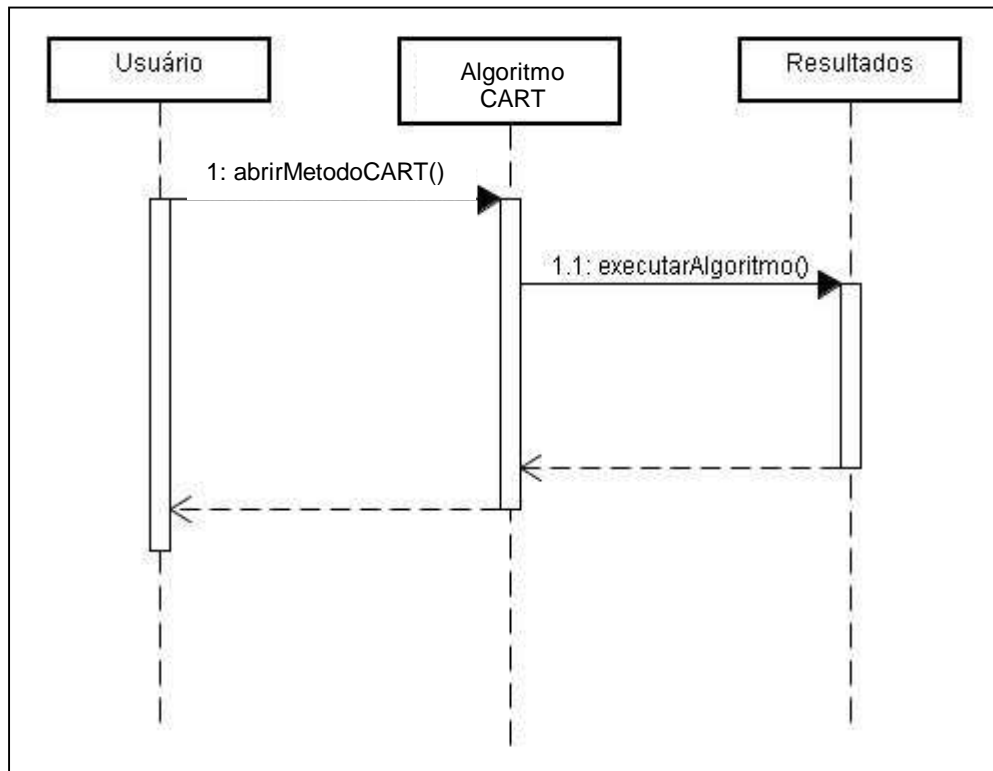 Usuário
Algoritmo
CART
Resultados
1: abrirMetodoCART()
1.1: executarAlgoritmo()